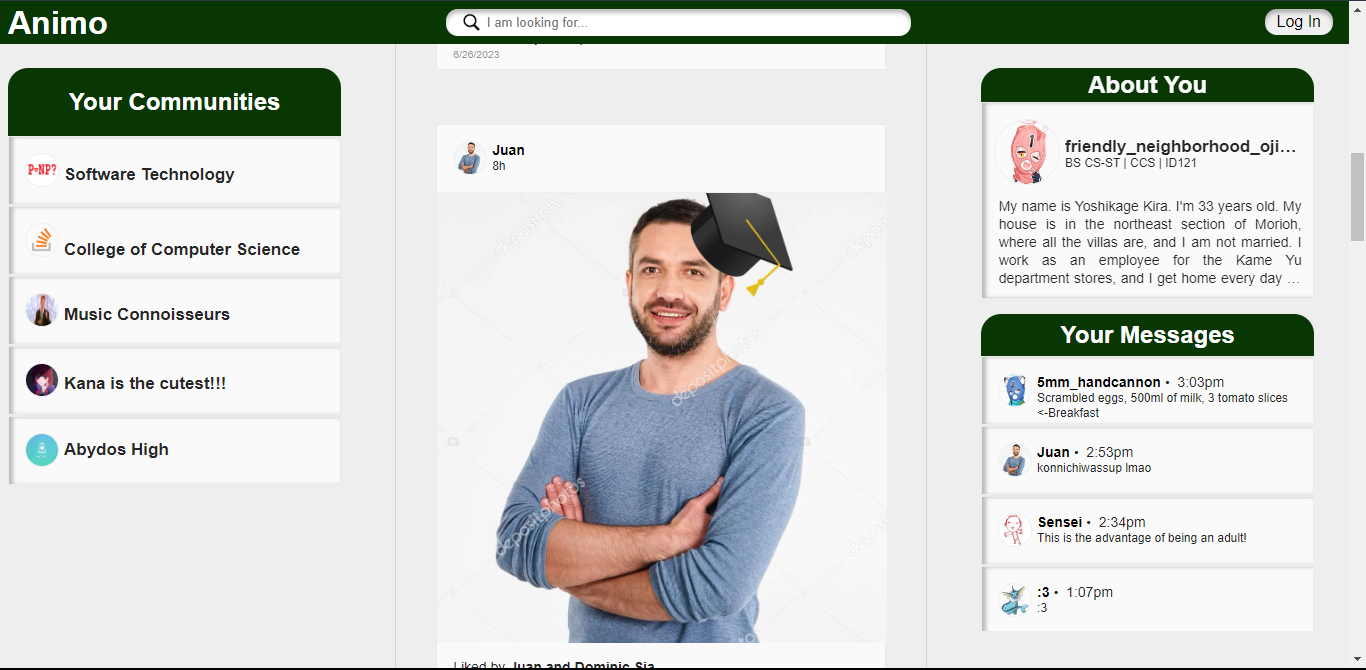 Animo
I am looking for...
Log In
Your Communities
P=NP?
Software Technology
College of Computer Science
Music Connoisseurs
Kana is the cutest!!!
Abydos High
6/26/2023
Juan
8h
depositphotos
depositphotos
depositphotos
Liked by Juan and Dominic Sia
About You
1
friendly_neighborhood_oji...
BS CS-ST | CCS | ID121
My name is Yoshikage Kira. I'm 33 years old. My
house is in the northeast section of Morioh,
where all the villas are, and I am not married. I
work as an employee for the Kame Yu
department stores, and I get home every day ...
Your Messages
5mm_handcannon • 3:03pm
Scrambled eggs, 500ml of milk, 3 tomato slices
<-Breakfast
Juan • 2:53pm
konnichiwassup lmao
Sensei • 2:34pm
This is the advantage of being an adult!
:3 • 1:07pm
:3